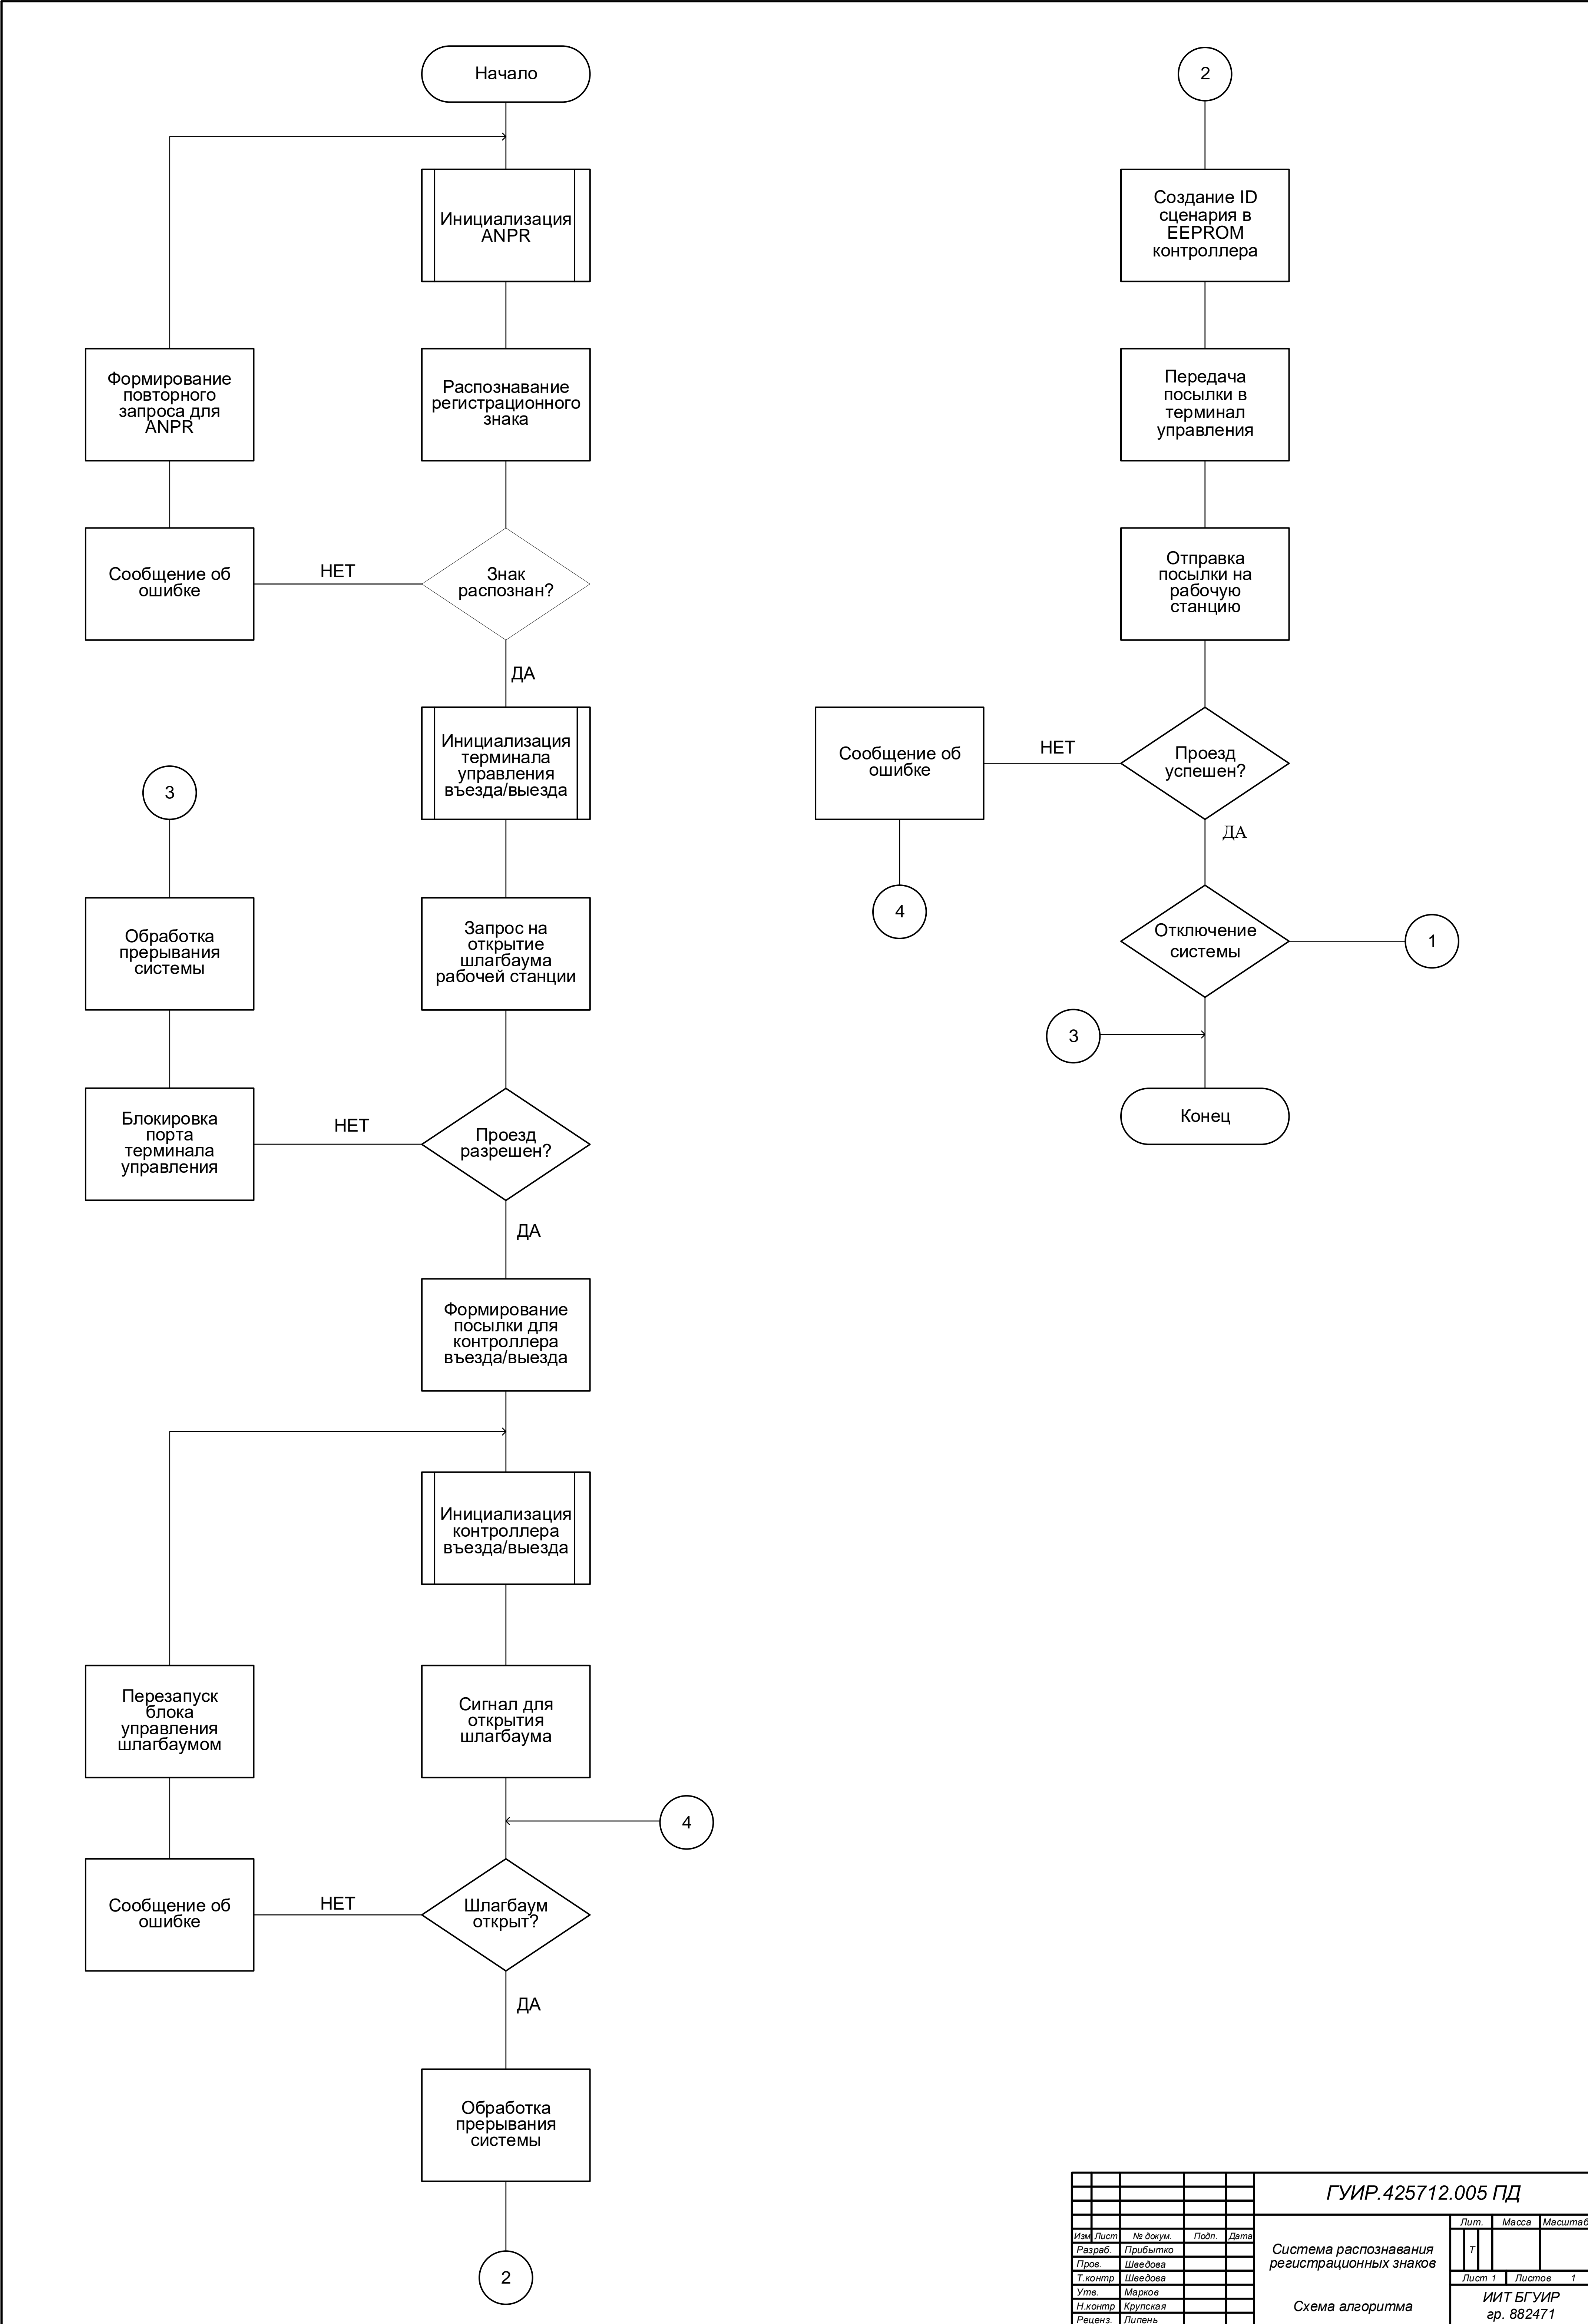 Начало
Инициализация
ANPR
Формирование
повторного
запроса для
ANPR
Распознавание
регистрационного
знака
Сообщение об
ошибке
НЕТ
Знак
распознан?
ДА
Инициализация
терминала
управления
въезда/выезда
3
Обработка
прерывания
системы
Запрос на
открытие
шлагбаума
рабочей станции
Блокировка
порта
терминала
управления
НЕТ
Проезд
разрешен?
ДА
Формирование
посылки для
контроллера
въезда/выезда
Инициализация
контроллера
въезда/выезда
Перезапуск
блока
управления
шлагбаумом
Сигнал для
открытия
шлагбаума
4
Сообщение об
ошибке
НЕТ
Шлагбаум
открыт?
ДА
Обработка
прерывания
системы
2
2
Создание ID
сценария в
EEPROM
контроллера
Передача
посылки в
терминал
управления
Отправка
посылки на
рабочую
станцию
Сообщение об
ошибке
НЕТ
Проезд
успешен?
ДА
4
Отключение
системы
1
3
Конец
ГУИР.425712.005 ПД
Изм Лист № докум. Подп. Дата
Разраб. Прибытко
Пров. Шведова
Т.контр Шведова
Утв. Марков
Н.контр Крупская
Реценз. Липень
Система распознавания
регистрационных знаков
Схема алгоритма
Лит. Масса Масштаб
Т
Лист 1 Листов 1
ИИТ БГУИР
гр. 882471